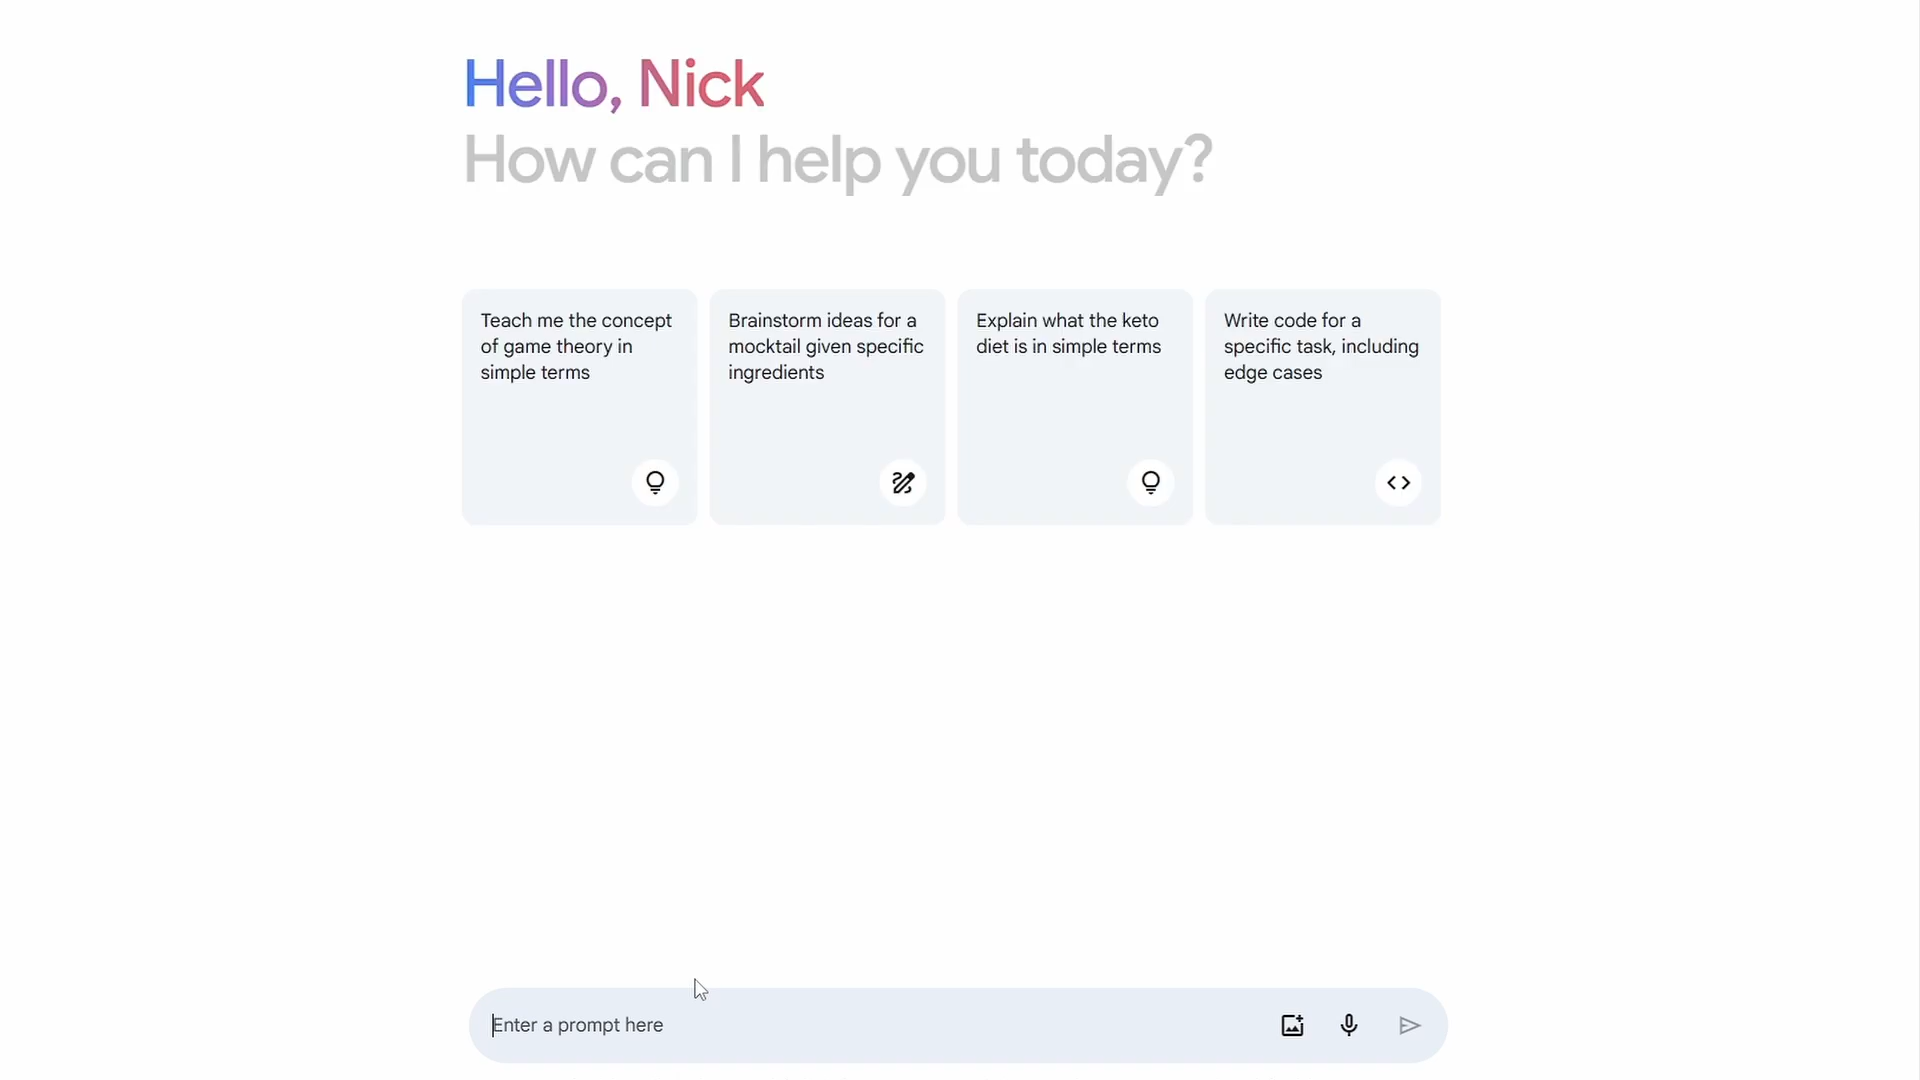 Hello, Nick
How can I help you today?
Teach me the concept
of game theory in
simple terms
Brainstorm ideas for a
mocktail given specific
ingredients
Explain what the keto
diet is in simple terms
Write code for a
specific task, including
edge cases
Enter a prompt here